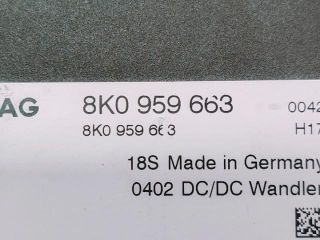 AG 8K0 959 663 0042
8K0 959 663 H17
18S Made in Germany
0402 DC/DC Wandler